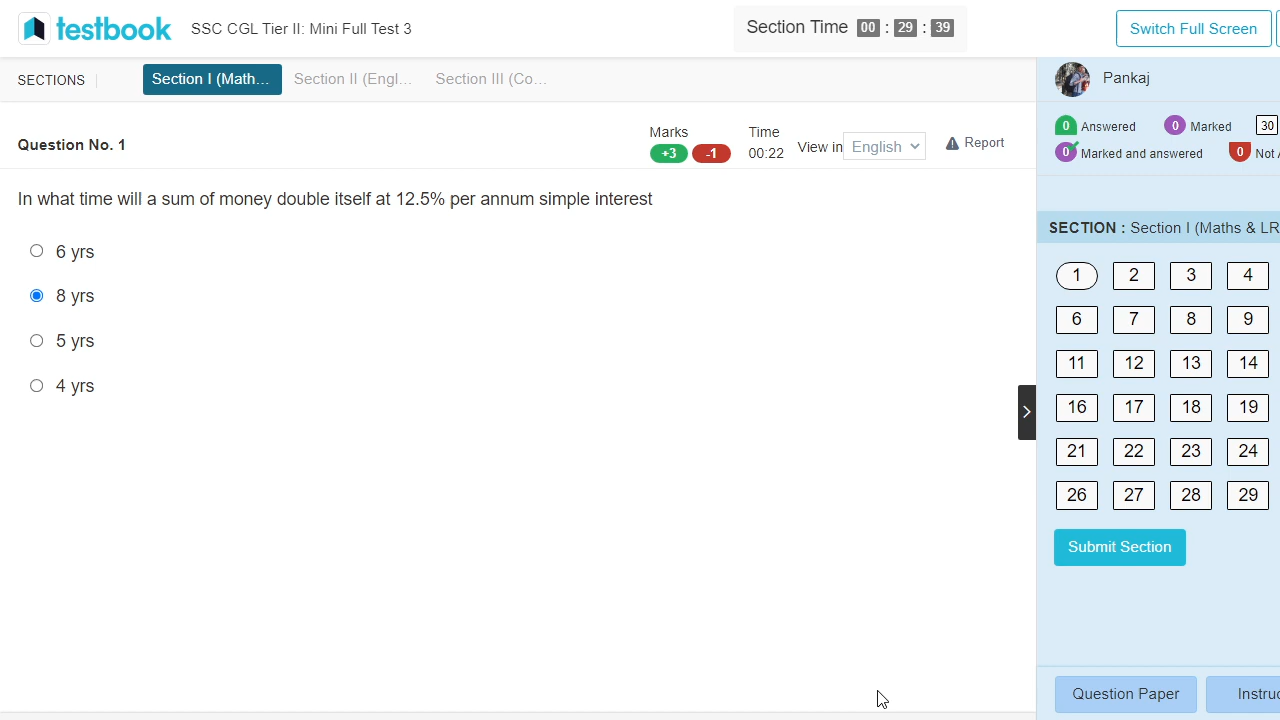 testbook SSC CGL Tier II: Mini Full Test 3 Section Time 00 : 29 : 39 Switch Full Screen
SECTIONS Section I (Math... Section II (Engl... Section III (Co...
Pankaj
Question No. 1
Marks
+3 -1
Time
00:22
View in English
Report
0 Answered 0 Marked 30
0 Marked and answered 0 Not
In what time will a sum of money double itself at 12.5% per annum simple interest
6 yrs
8 yrs
5 yrs
4 yrs
SECTION : Section I (Maths & LR
1 2 3 4
6 7 8 9
11 12 13 14
16 17 18 19
21 22 23 24
26 27 28 29
Submit Section
Question Paper Instruc